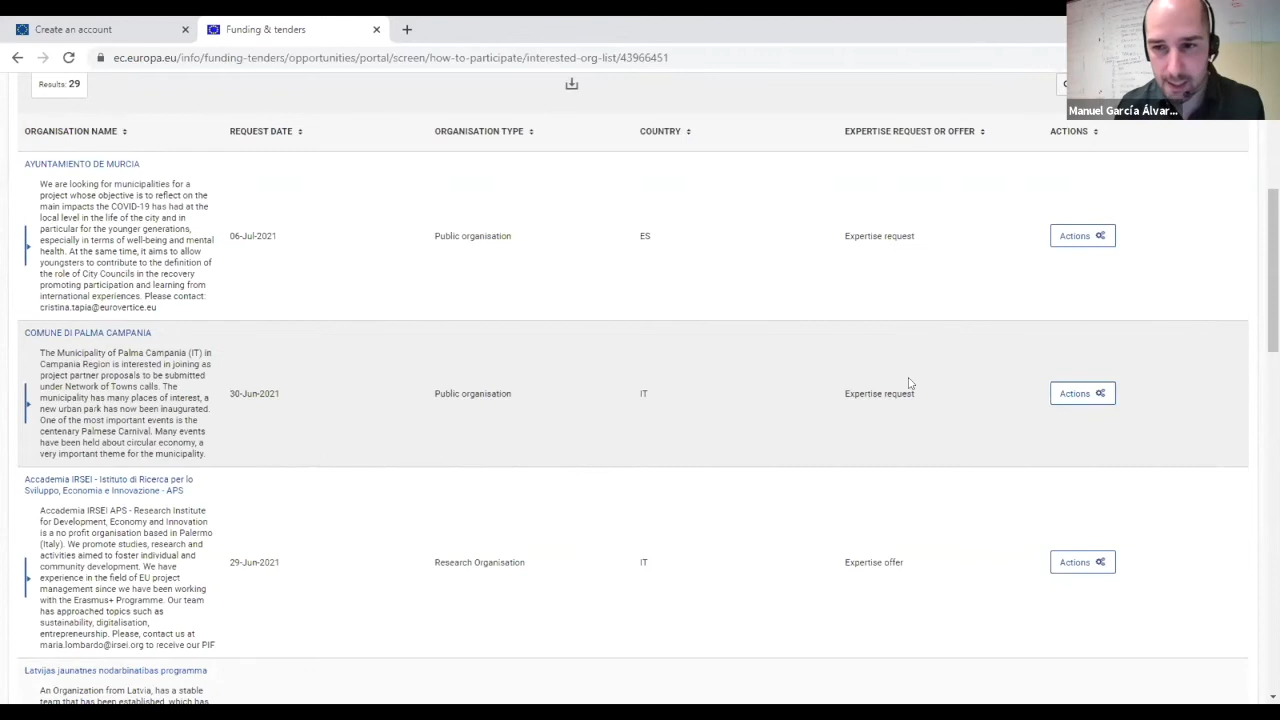 Create an account
Funding & tenders
ec.europa.eu/info/funding-tenders/opportunities/portal/screen/how-to-participate/interested-org-list/43966451
Manuel García Álvar...
Results: 29
ORGANISATION NAME
REQUEST DATE
ORGANISATION TYPE
COUNTRY
EXPERTISE REQUEST OR OFFER
ACTIONS
AYUNTAMIENTO DE MURCIA
We are looking for municipalities for a
project whose objective is to reflect on the
main impacts the COVID-19 has had at the
local level in the life of the city and in
particular for the younger generations,
especially in terms of well-being and mental
health. At the same time, it aims to allow
youngsters to contribute to the definition of
the role of City Councils in the recovery
promoting participation and learning from
international experiences. Please contact:
cristina.tapia@eurovertice.eu
06-Jul-2021
Public organisation
ES
Expertise request
Actions
COMUNE DI PALMA CAMPANIA
The Municipality of Palma Campania (IT) in
Campania Region is interested in joining as
project partner proposals to be submitted
under Network of Towns calls. The
municipality has many places of interest, a
new urban park has now been inaugurated.
One of the most important events is the
centenary Palmese Carnival. Many events
have been held about circular economy, a
very important theme for the municipality.
30-Jun-2021
Public organisation
IT
Expertise request
Actions
Accademia IRSEI - Istituto di Ricerca per lo
Sviluppo, Economia e Innovazione - APS
Accademia IRSEI APS - Research Institute
for Development, Economy and Innovation
is a no profit organisation based in Palermo
(Italy). We promote studies, research and
activities aimed to foster individual and
community development. We have
experience in the field of EU project
management since we have been working
with the Erasmus+ Programme. Our team
has approached topics such as
sustainability, digitalisation,
entrepreneurship. Please, contact us at
maria.lombardo@irsei.org to receive our PIF
29-Jun-2021
Research Organisation
IT
Expertise offer
Actions
Latvijas jaunatnes nodarbinatibas programma
An Organization from Latvia, has a stable
team that has been established, which has